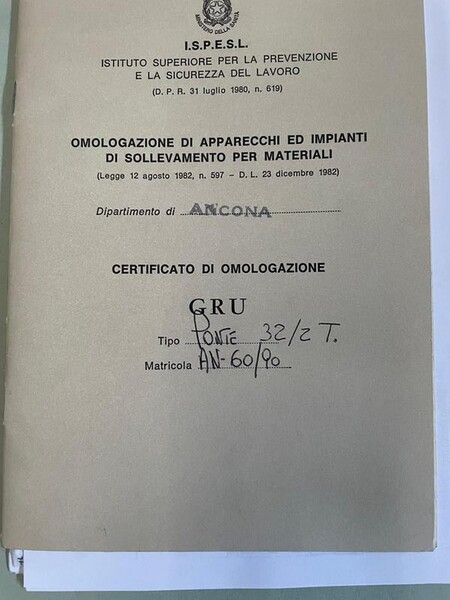 MINISTERO DELLA SANITÀ
I.S.P.E.S.L.
ISTITUTO SUPERIORE PER LA PREVENZIONE
E LA SICUREZZA DEL LAVORO
(D. P. R. 31 luglio 1980, n. 619)
OMOLOGAZIONE DI APPARECCHI ED IMPIANTI
DI SOLLEVAMENTO PER MATERIALI
(Legge 12 agosto 1982, n. 597 – D. L. 23 dicembre 1982)
Dipartimento di ANCONA
CERTIFICATO DI OMOLOGAZIONE
GRU
Tipo PONTE 32/2 T.
Matricola AN-60/90